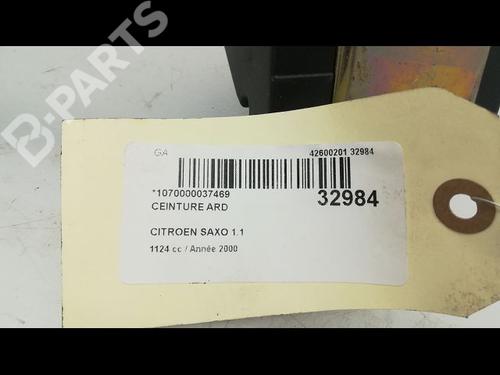 B-PARTS
GA
42600201 32984
*1070000037469
32984
CEINTURE ARD
CITROEN SAXO 1.1
1124 cc / Année 2000